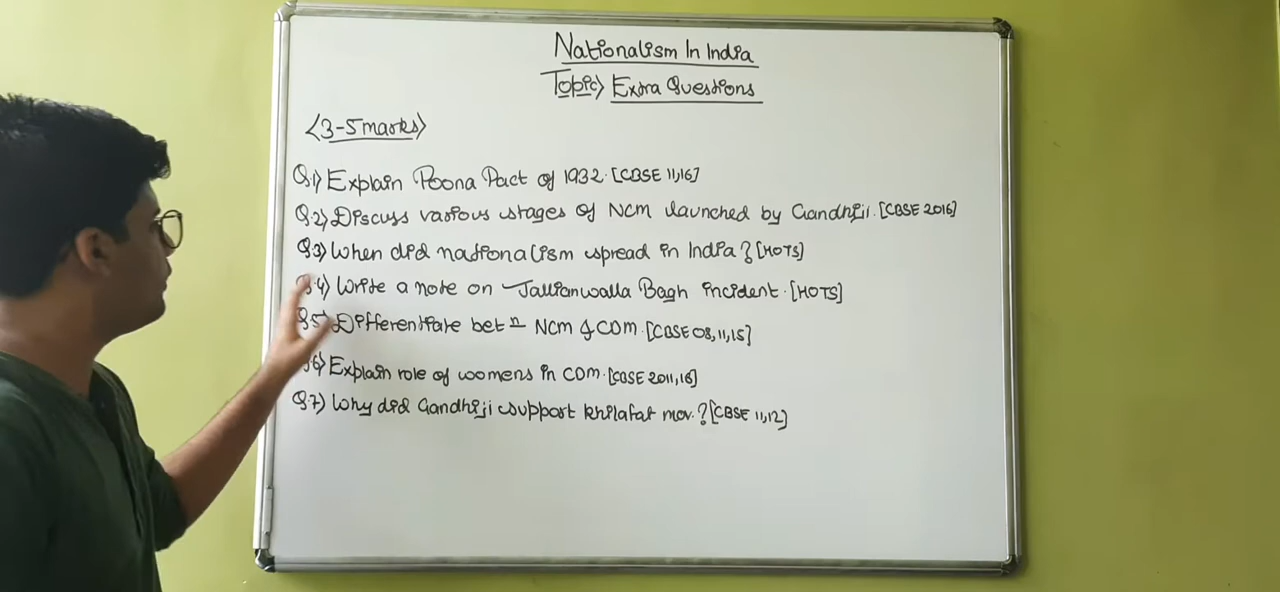 Nationalism In India
Topic> Extra Questions
<3-5 marks>
Q.1) Explain Poona Pact of 1932. [CBSE 11,16]
Q.2) Discuss various stages of NCM launched by Gandhiji. [CBSE 2016]
Q3) When did nationalism spread in India? [HOTS]
Q.4) Write a note on Jallianwalla Bagh incident. [HOTS]
Q5) Differentiate betn NCM & CDM. [CBSE 08,11,15]
6) Explain role of womens in CDM. [CBSE 2011,16]
Q.7) Why did Gandhiji support khilafat mov.? [CBSE 11,12]